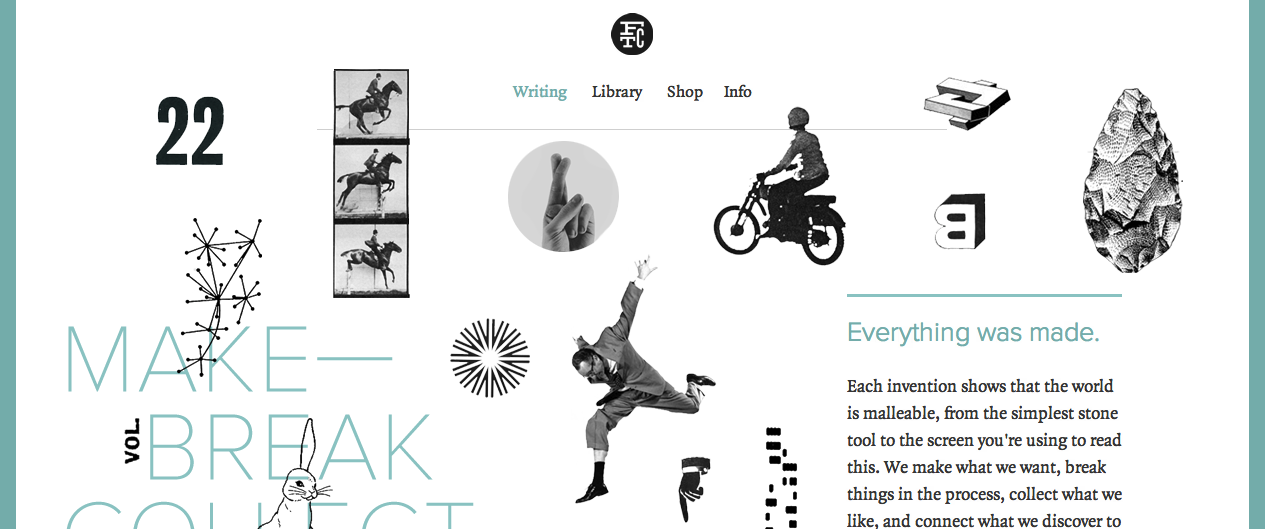 FTC
Writing Library Shop Info
22
MAKE—
VOL.
BREAK
COLLECT
B
Everything was made.
Each invention shows that the world
is malleable, from the simplest stone
tool to the screen you're using to read
this. We make what we want, break
things in the process, collect what we
like, and connect what we discover to